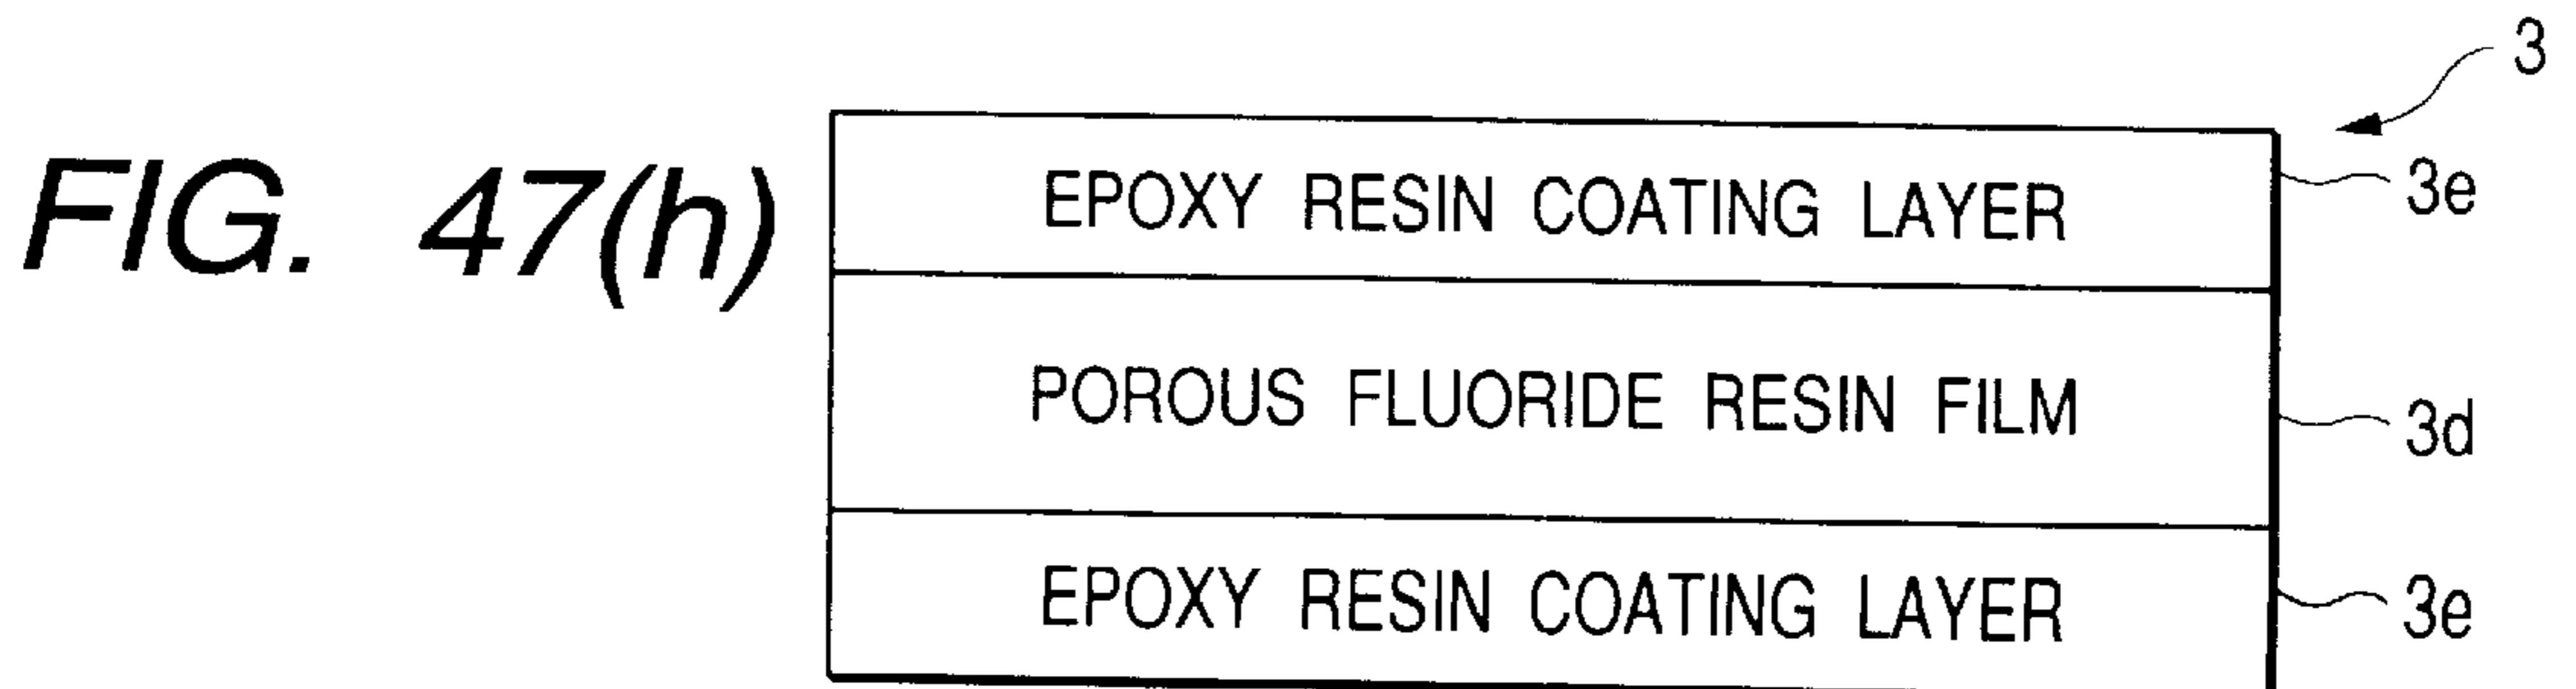 3
FIG. 47(h)
EPOXY RESIN COATING LAYER 3e
POROUS FLUORIDE RESIN FILM 3d
EPOXY RESIN COATING LAYER 3e